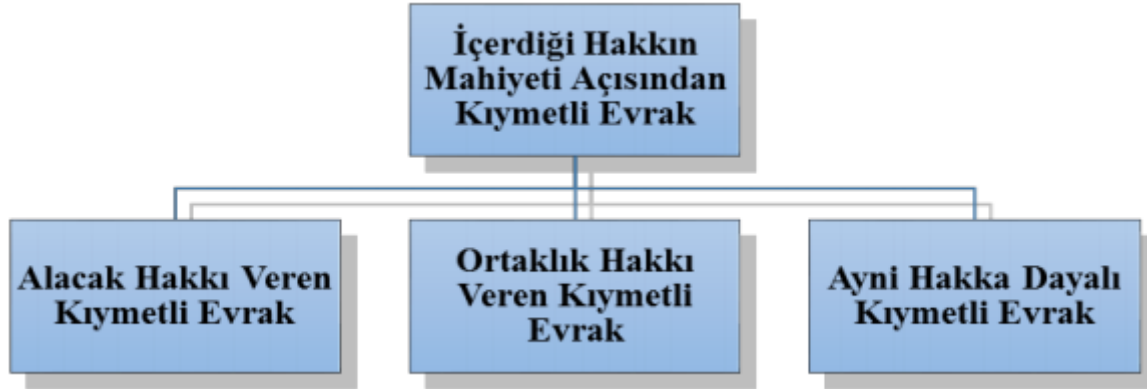 İçerdiği Hakkın
Mahiyeti Açısından
Kıymetli Evrak
Alacak Hakkı Veren
Kıymetli Evrak
Ortaklık Hakkı
Veren Kıymetli
Evrak
Ayni Hakka Dayalı
Kıymetli Evrak